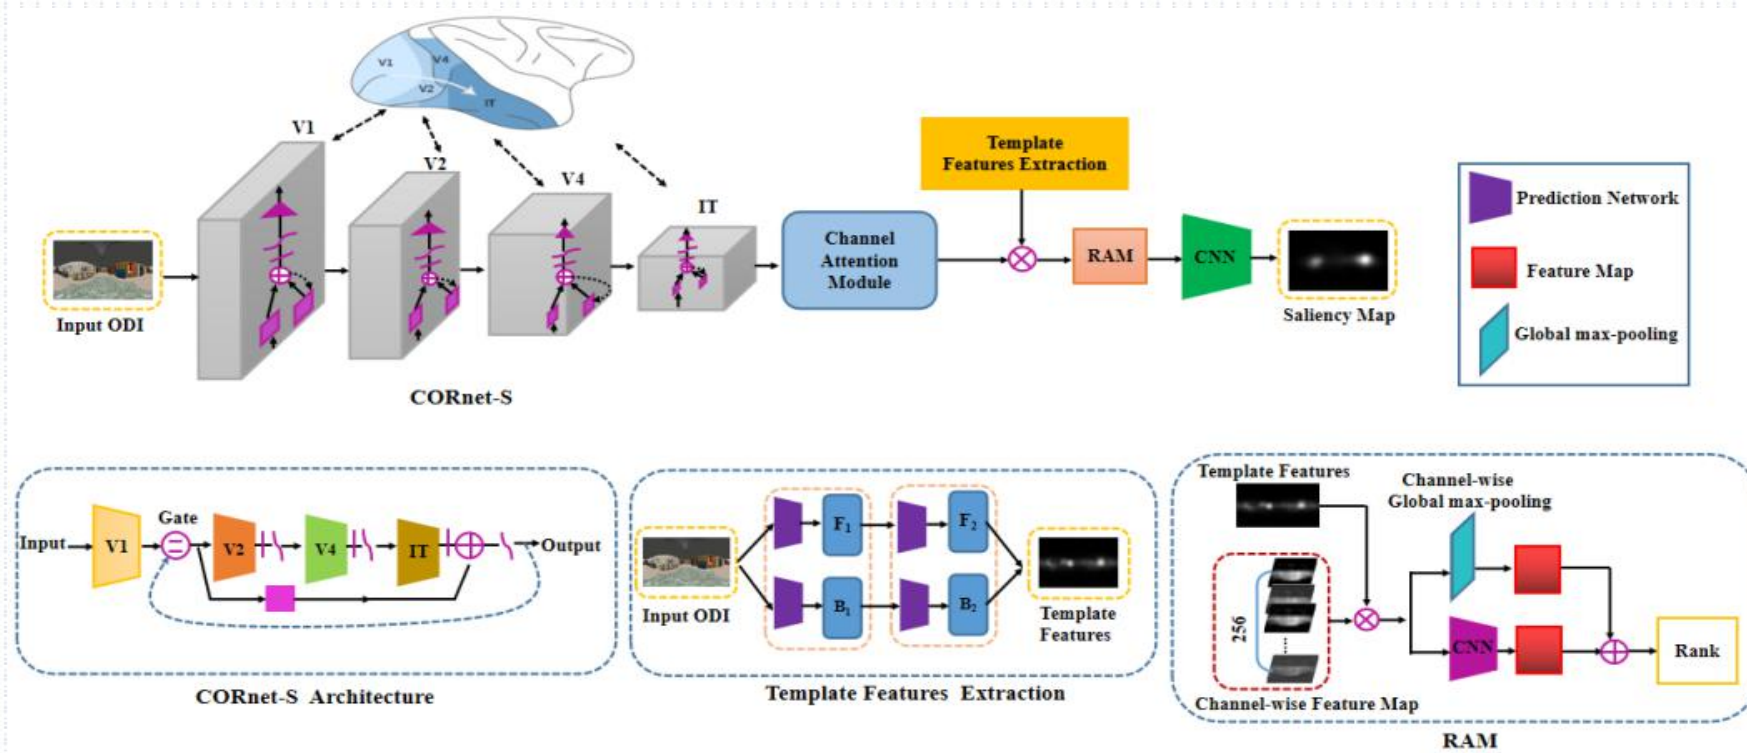 V1
V4
V2
IT
V1
V2
V4
IT
Input ODI
CORnet-S
Channel
Attention
Module
Template
Features Extraction
RAM
CNN
Saliency Map
Prediction Network
Feature Map
Global max-pooling
Input
V1
Gate
V2
V4
IT
Output
CORnet-S Architecture
Input ODI
F1
F2
B1
B2
Template
Features
Template Features Extraction
Template Features
Channel-wise
Global max-pooling
256
CNN
Rank
Channel-wise Feature Map
RAM